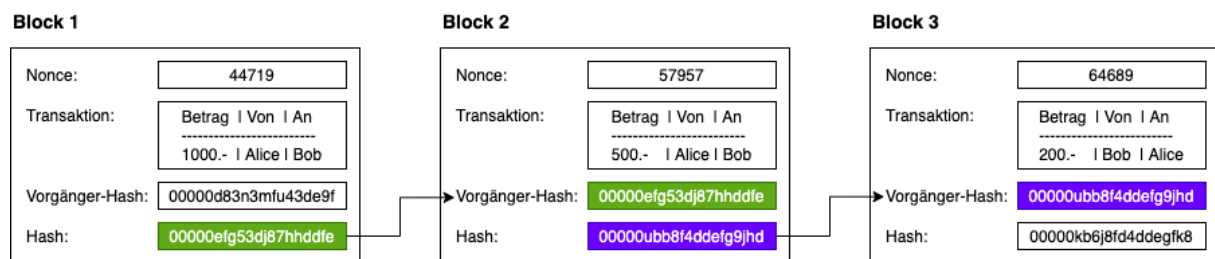 Block 1
Nonce: 44719
Transaktion: Betrag | Von | An
-------------------------
1000.- | Alice | Bob
Vorgänger-Hash: 00000d83n3mfu43de9f
Hash: 00000efg53dj87hhddfe
Block 2
Nonce: 57957
Transaktion: Betrag | Von | An
-------------------------
500.- | Alice | Bob
Vorgänger-Hash: 00000efg53dj87hhddfe
Hash: 00000ubb8f4ddefg9jhd
Block 3
Nonce: 64689
Transaktion: Betrag | Von | An
-------------------------
200.- | Bob | Alice
Vorgänger-Hash: 00000ubb8f4ddefg9jhd
Hash: 00000kb6j8fd4ddegfk8